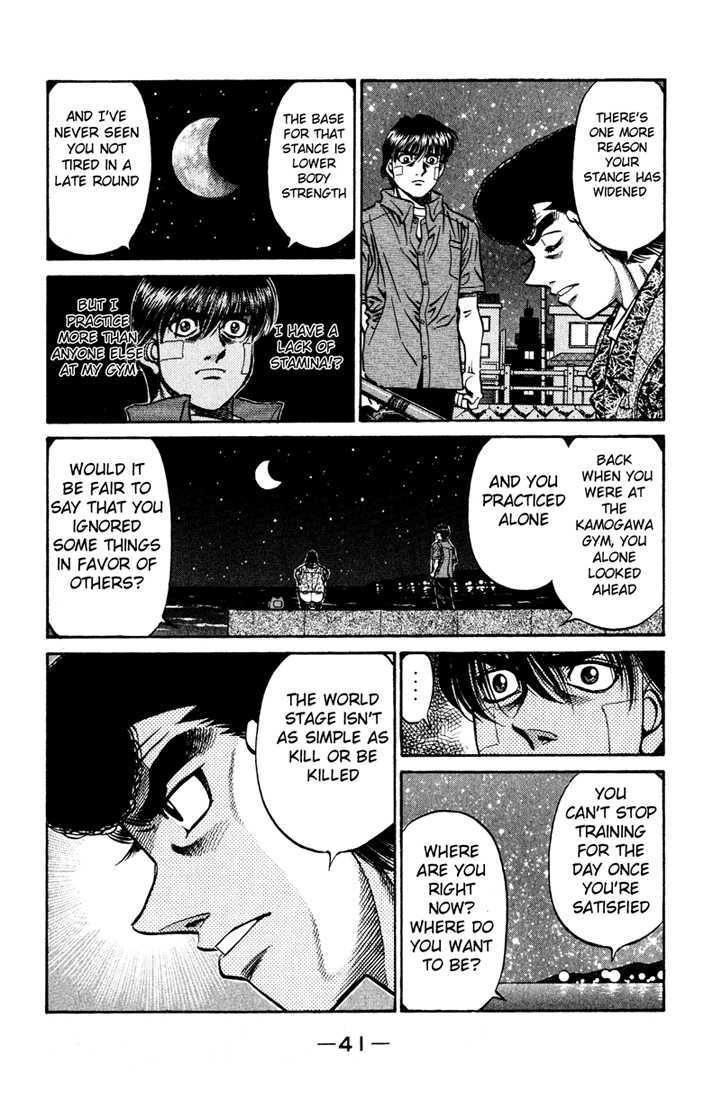 THERE'S
ONE MORE
REASON
YOUR
STANCE HAS
WIDENED
THE BASE
FOR THAT
STANCE IS
LOWER
BODY
STRENGTH
AND I'VE
NEVER SEEN
YOU NOT
TIRED IN A
LATE ROUND
I HAVE A
LACK OF
STAMINA!?
BUT I
PRACTICE
MORE THAN
ANYONE ELSE
AT MY GYM
BACK
WHEN YOU
WERE AT
THE
KAMOGAWA
GYM, YOU
ALONE
LOOKED
AHEAD
AND YOU
PRACTICED
ALONE
WOULD IT
BE FAIR TO
SAY THAT YOU
IGNORED
SOME THINGS
IN FAVOR OF
OTHERS?
....
YOU
CAN'T STOP
TRAINING
FOR THE
DAY ONCE
YOU'RE
SATISFIED
WHERE
ARE YOU
RIGHT
NOW?
WHERE DO
YOU WANT
TO BE?
THE WORLD
STAGE ISN'T
AS SIMPLE AS
KILL OR BE
KILLED
—41—